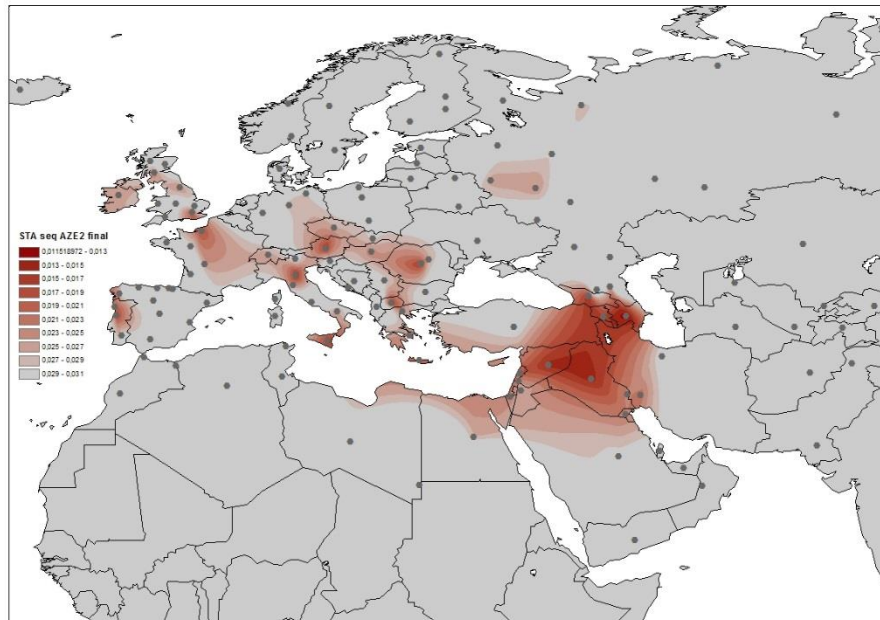 STA seq AZE2 final
0,011518972 - 0,013
0,013 - 0,015
0,015 - 0,017
0,017 - 0,019
0,019 - 0,021
0,021 - 0,023
0,023 - 0,025
0,025 - 0,027
0,027 - 0,029
0,029 - 0,031